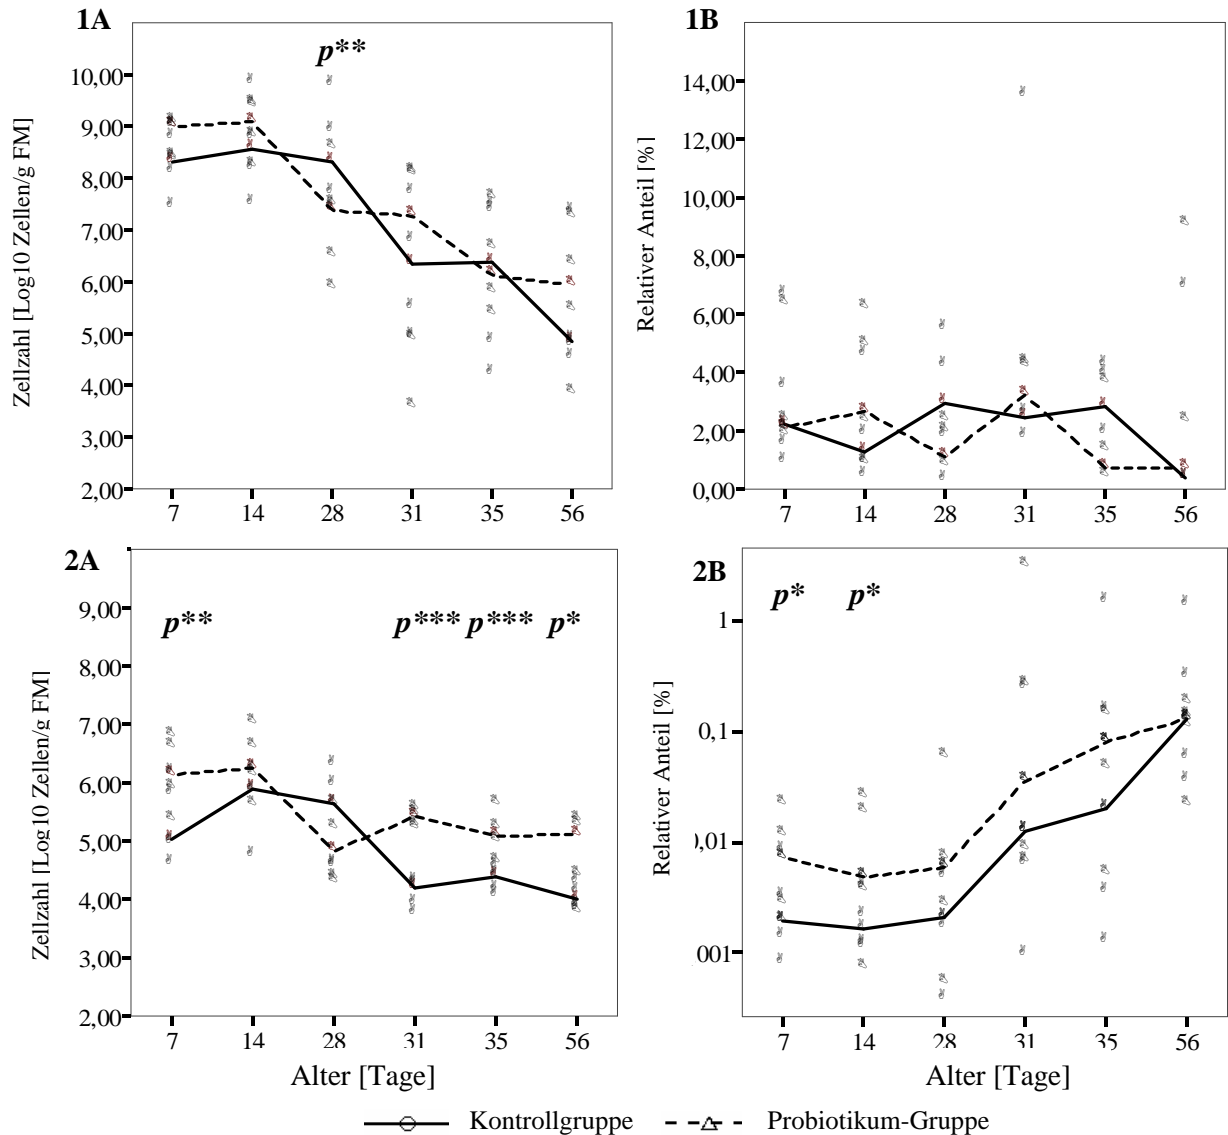 1A
1B
p**
10,00
9,00
8,00
7,00
6,00
5,00
4,00
3,00
2,00
Zellzahl [Log10 Zellen/g FM]
7 14 28 31 35 56
14,00
12,00
10,00
8,00
6,00
4,00
2,00
0,00
Relativer Anteil [%]
7 14 28 31 35 56
2A
2B
p** p*** p*** p*
9,00
8,00
7,00
6,00
5,00
4,00
3,00
2,00
Zellzahl [Log10 Zellen/g FM]
7 14 28 31 35 56
Alter [Tage]
p* p*
1
0,1
0,01
001
Relativer Anteil [%]
7 14 28 31 35 56
Alter [Tage]
Kontrollgruppe Probiotikum-Gruppe